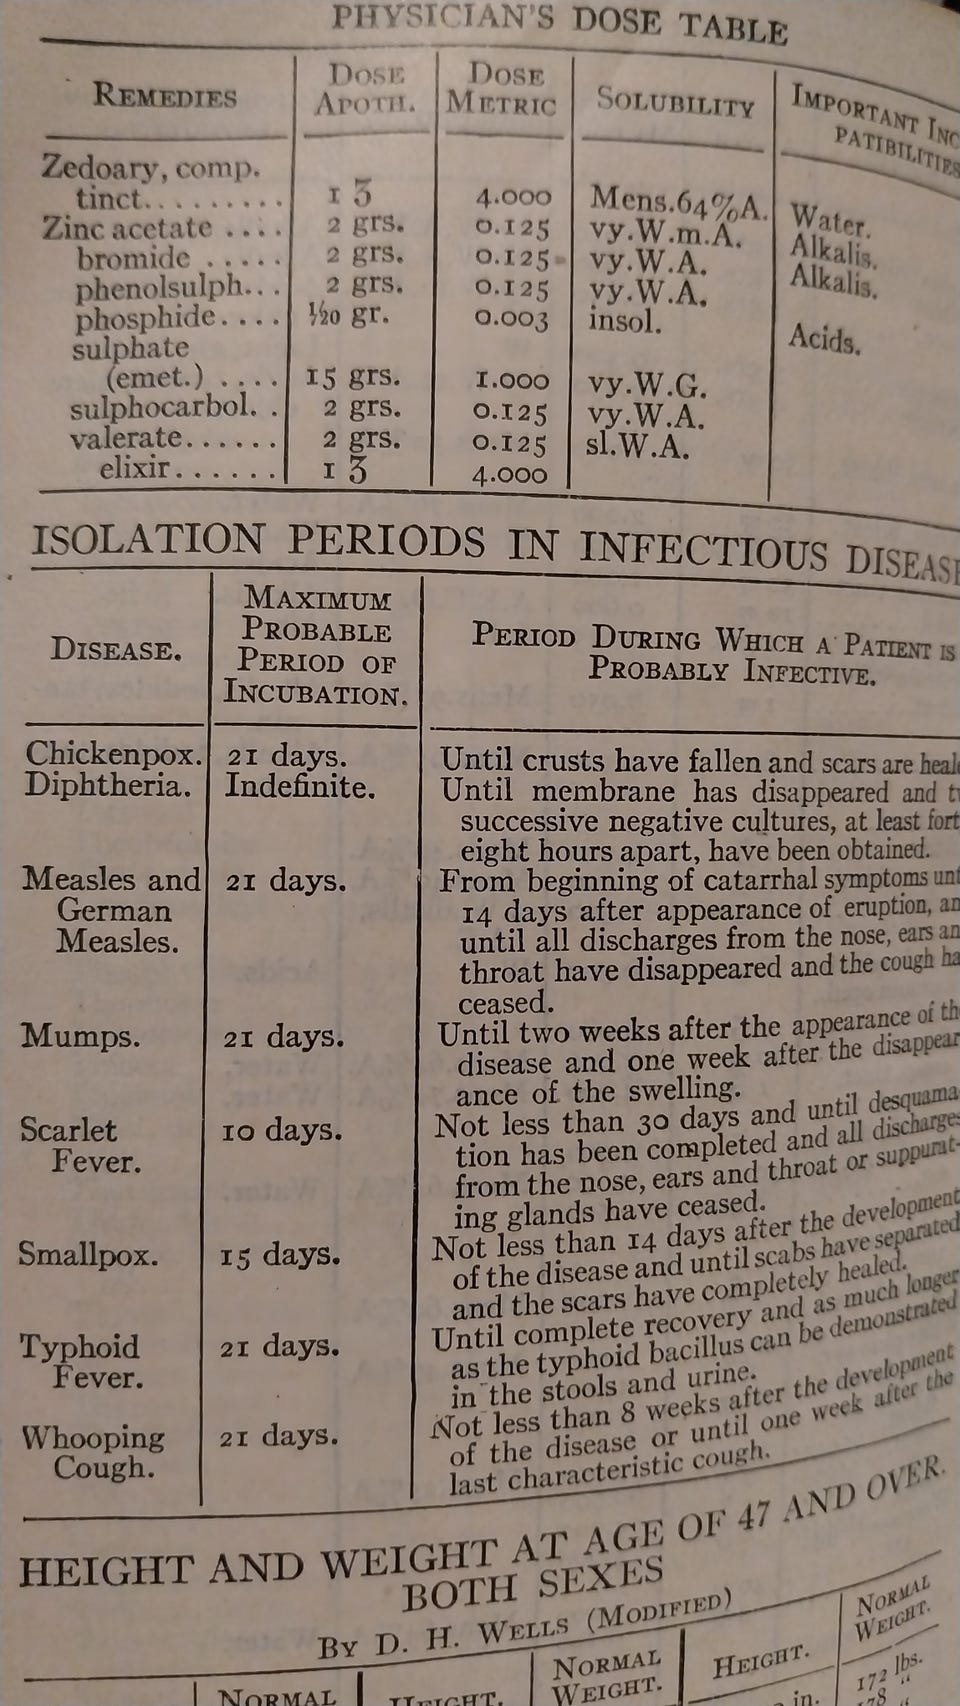 PHYSICIAN'S DOSE TABLE
REMEDIES DOSE APOTH. DOSE METRIC SOLUBILITY IMPORTANT INC
PATIBILITIES
Zedoary, comp.
tinct......... 1 ʒ 4.000 Mens.64%A. Water.
Zinc acetate .... 2 grs. 0.125 vy.W.m.A. Alkalis.
bromide ..... 2 grs. 0.125 vy.W.A. Alkalis.
phenolsulph... 2 grs. 0.125 vy.W.A.
phosphide.... 1/20 gr. 0.003 insol. Acids.
sulphate
(emet.) .... 15 grs. 1.000 vy.W.G.
sulphocarbol. . 2 grs. 0.125 vy.W.A.
valerate...... 2 grs. 0.125 sl.W.A.
elixir...... 1 ʒ 4.000
ISOLATION PERIODS IN INFECTIOUS DISEAS
DISEASE. MAXIMUM PROBABLE PERIOD OF INCUBATION. PERIOD DURING WHICH A PATIENT IS PROBABLY INFECTIVE.
Chickenpox. 21 days. Until crusts have fallen and scars are heal
Diphtheria. Indefinite. Until membrane has disappeared and
successive negative cultures, at least fort
eight hours apart, have been obtained.
Measles and 21 days. From beginning of catarrhal symptoms unt
German 14 days after appearance of eruption, an
Measles. until all discharges from the nose, ears an
throat have disappeared and the cough ha
ceased.
Mumps. 21 days. Until two weeks after the appearance of th
disease and one week after the disappear
ance of the swelling.
Scarlet 10 days. Not less than 30 days and until desquama-
Fever. tion has been completed and all discharges
from the nose, ears and throat or suppurat-
ing glands have ceased.
Smallpox. 15 days. Not less than 14 days after the development
of the disease and until scabs have separated
and the scars have completely healed.
Typhoid 21 days. Until complete recovery and as much longer
Fever. as the typhoid bacillus can be demonstrated
in the stools and urine.
Whooping 21 days. Not less than 8 weeks after the development
Cough. of the disease or until one week after the
last characteristic cough.
HEIGHT AND WEIGHT AT AGE OF 47 AND OVER.
BOTH SEXES
BY D. H. WELLS (MODIFIED)
NORMAL HEIGHT. NORMAL WEIGHT. HEIGHT. NORMAL WEIGHT.
in. 172 lbs.
178 "